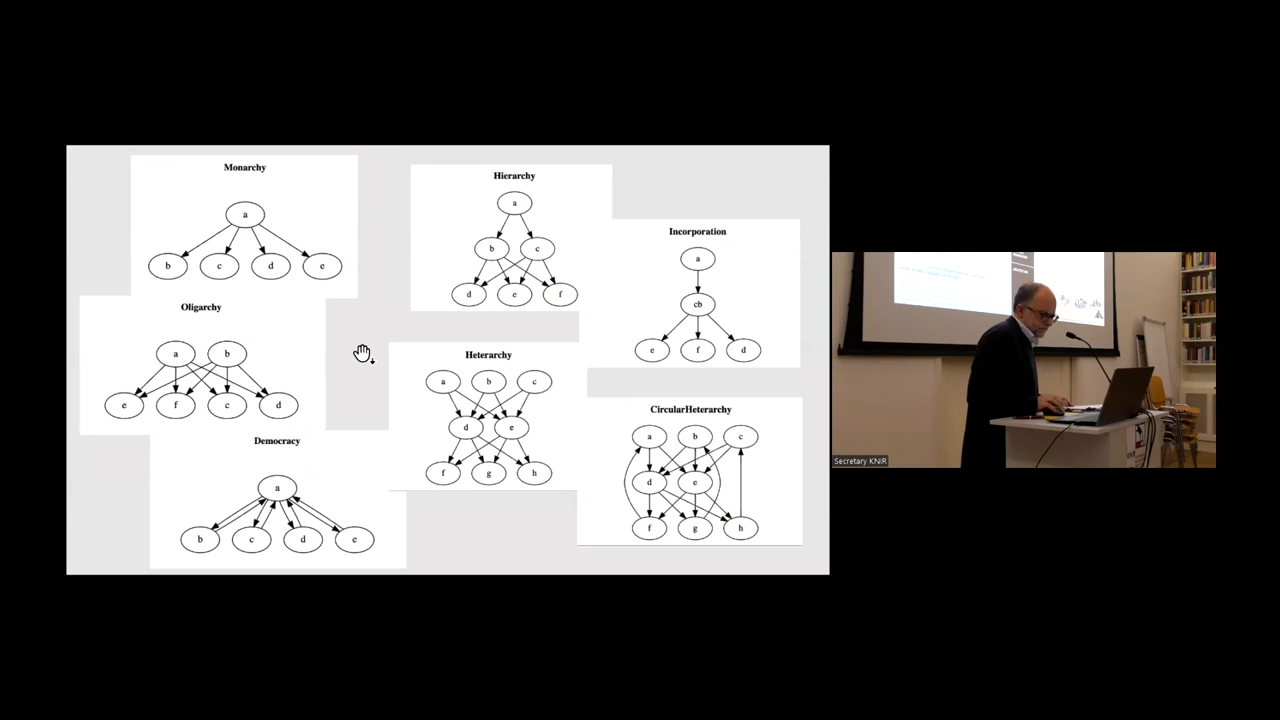 Monarchy
a
b c d e
Oligarchy
a b
e f c d
Democracy
a
b c d e
Hierarchy
a
b c
d e f
Heterarchy
a b c
d e
f g h
Incorporation
a
cb
e f d
CircularHeterarchy
a b c
d e
f g h
Secretary KNIR